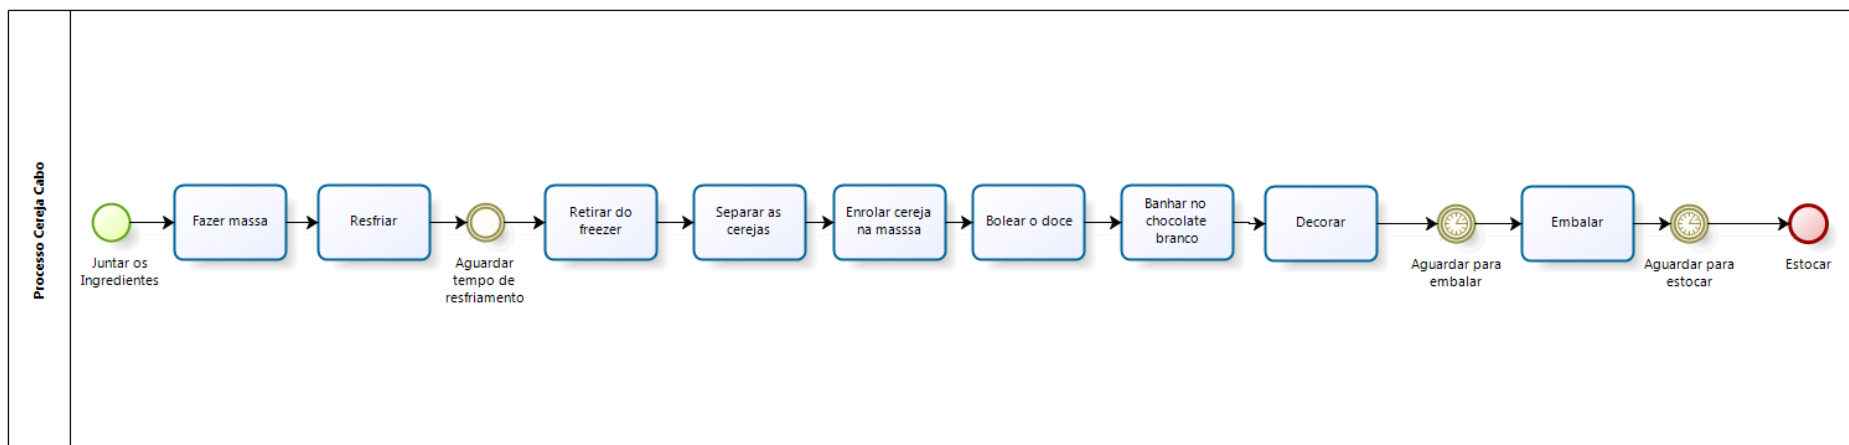 Processo Cereja Cabo
Juntar os
Ingredientes
Fazer massa
Resfriar
Aguardar
tempo de
resfriamento
Retirar do
freezer
Separar as
cerejas
Enrolar cereja
na masssa
Bolear o doce
Banhar no
chocolate
branco
Decorar
Aguardar para
embalar
Embalar
Aguardar para
estocar
Estocar